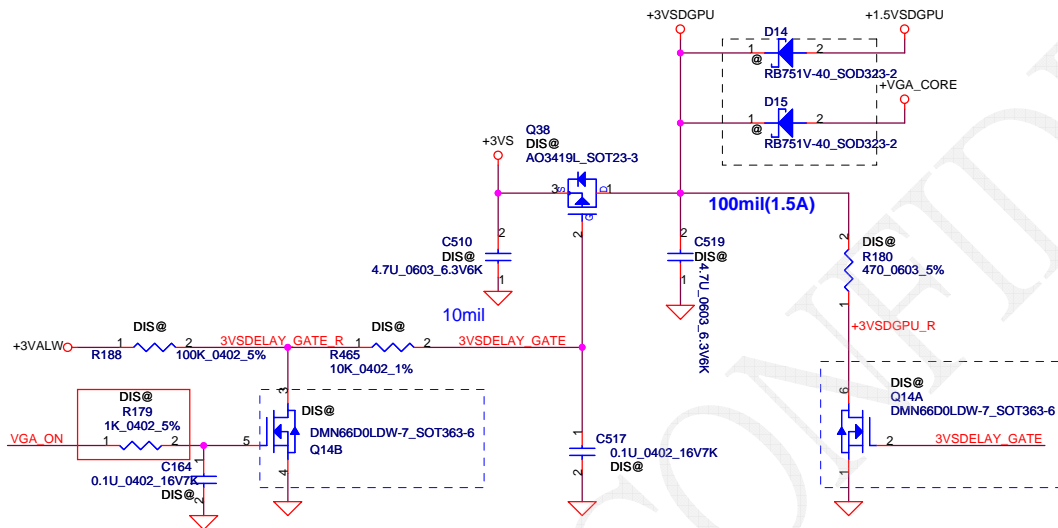 +3VSDGPU
+1.5VSDGPU
D14
1
2
@
RB751V-40_SOD323-2
+VGA_CORE
D15
1
2
@
RB751V-40_SOD323-2
Q38
DIS@
AO3419L_SOT23-3
+3VS
3
S
D
1
G
2
100mil(1.5A)
2
C510
DIS@
4.7U_0603_6.3V6K
1
2
C519
DIS@
4.7U_0603_6.3V6K
1
2
DIS@
R180
470_0603_5%
1
+3VSDGPU_R
10mil
+3VALW
DIS@
1
2
R188
100K_0402_5%
3VSDELAY_GATE_R
DIS@
1
2
R465
10K_0402_1%
3VSDELAY_GATE
DIS@
R179
1K_0402_5%
VGA_ON
1
2
5
3
DIS@
DMN66D0LDW-7_SOT363-6
Q14B
4
1
C164
0.1U_0402_16V7K
DIS@
2
1
C517
0.1U_0402_16V7K
DIS@
2
6
DIS@
Q14A
DMN66D0LDW-7_SOT363-6
2
3VSDELAY_GATE
1
CONFID